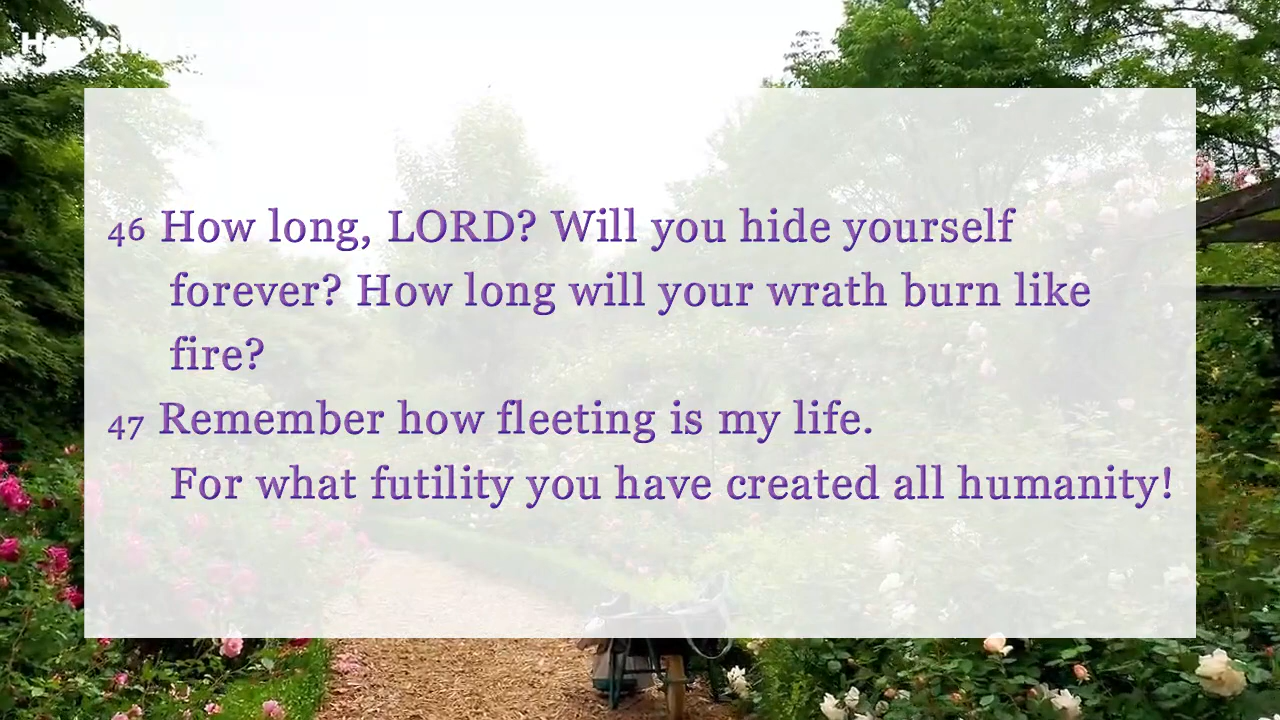 46 How long, LORD? Will you hide yourself
forever? How long will your wrath burn like
fire?
47 Remember how fleeting is my life.
For what futility you have created all humanity!